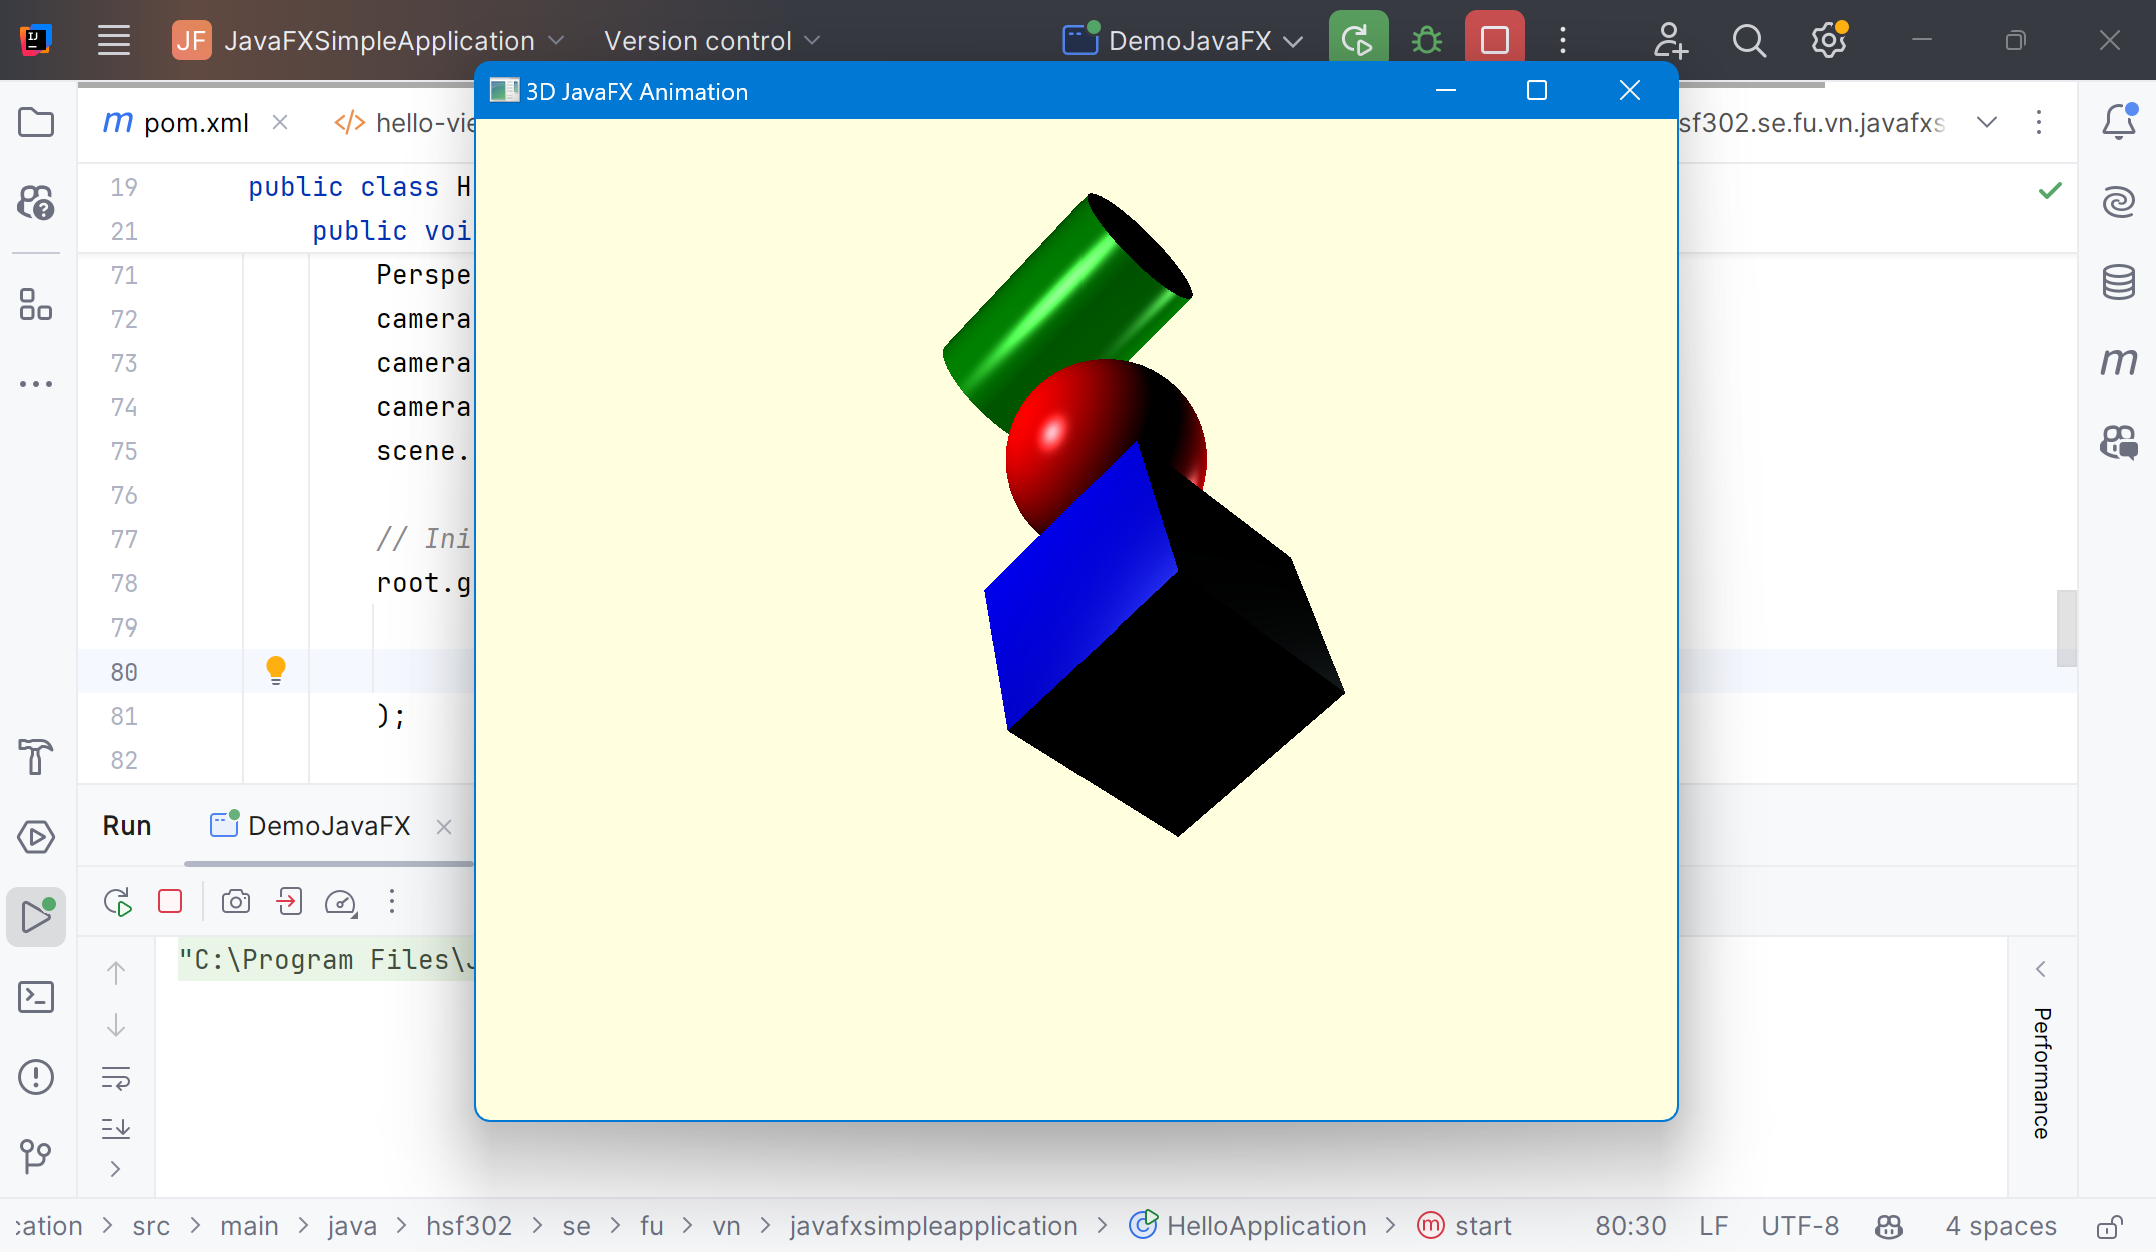 JF JavaFXSimpleApplication Version control DemoJavaFX
3D JavaFX Animation
m pom.xml hello-vie sf302.se.fu.vn.javafxs
19 public class H
21 public voi
71 Perspe
72 camera
73 camera
74 camera
75 scene.
76
77 // Ini
78 root.g
79
80
81 );
82
Run DemoJavaFX
"C:\Program Files\J
Performance
cation > src > main > java > hsf302 > se > fu > vn > javafxsimpleapplication > HelloApplication > start 80:30 LF UTF-8 4 spaces